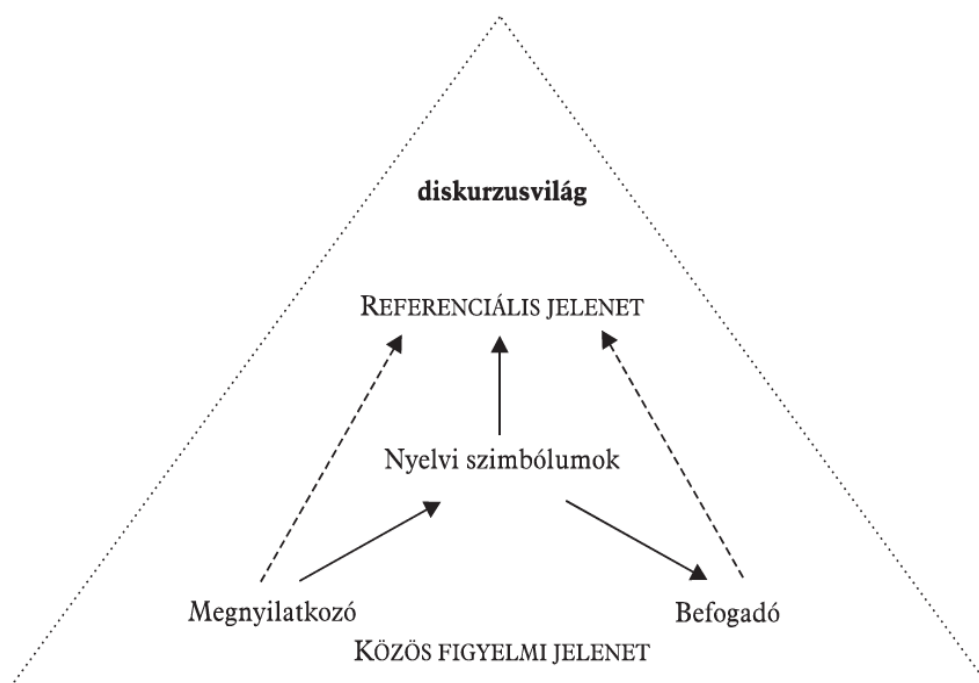 diskurzusvilág
REFERENCIÁLIS JELENET
Nyelvi szimbólumok
Megnyilatkozó
Befogadó
KÖZÖS FIGYELMI JELENET